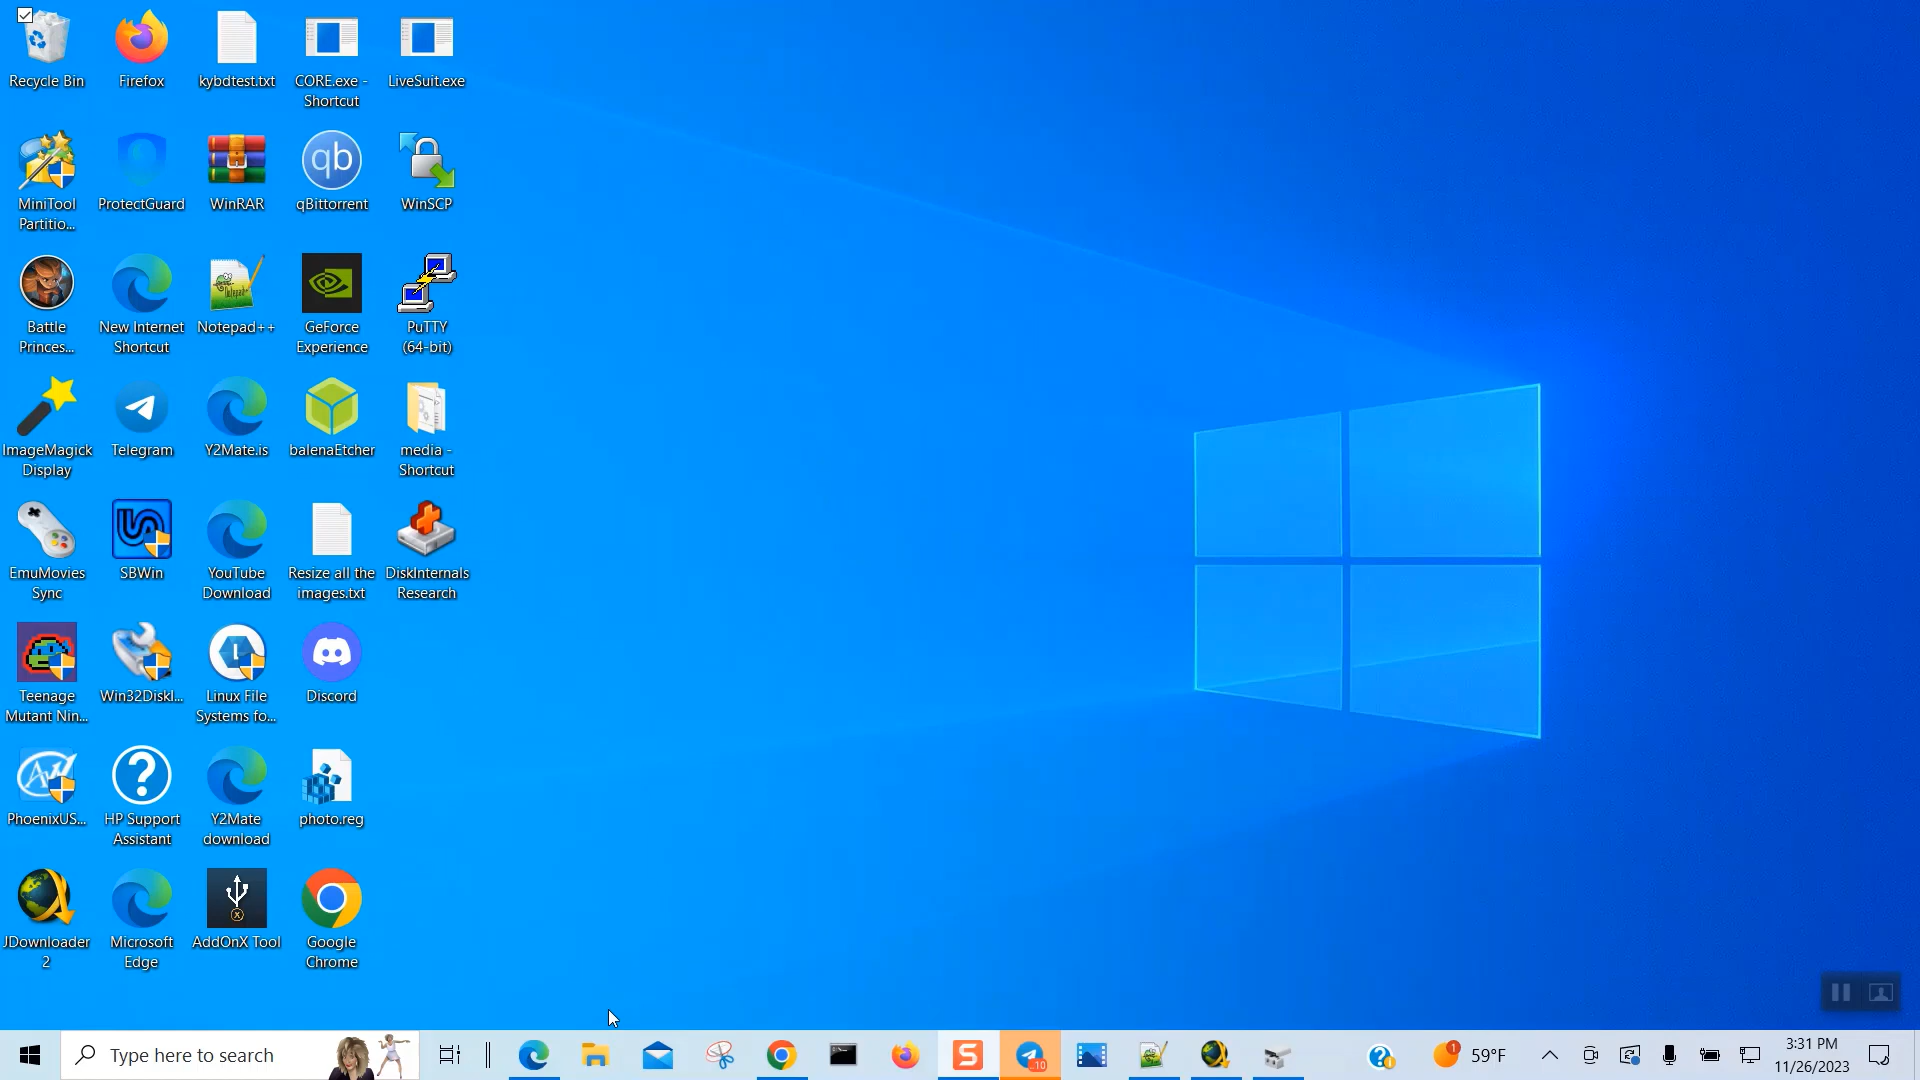 Recycle Bin
Firefox
kybdtest.txt
CORE.exe -
Shortcut
LiveSuit.exe
MiniTool
Partitio...
ProtectGuard
WinRAR
qBittorrent
WinSCP
Battle
Princes...
New Internet
Shortcut
Notepad++
GeForce
Experience
PuTTY
(64-bit)
ImageMagick
Display
Telegram
Y2Mate.is
balenaEtcher
media -
Shortcut
EmuMovies
Sync
SBWin
YouTube
Download
Resize all the
images.txt
DiskInternals
Research
Teenage
Mutant Nin...
Win32DiskI...
Linux File
Systems fo...
Discord
PhoenixUS...
HP Support
Assistant
Y2Mate
download
photo.reg
JDownloader
2
Microsoft
Edge
AddOnX Tool
Google
Chrome
qb
Type here to search
S
10
1
59°F
3:31 PM
11/26/2023